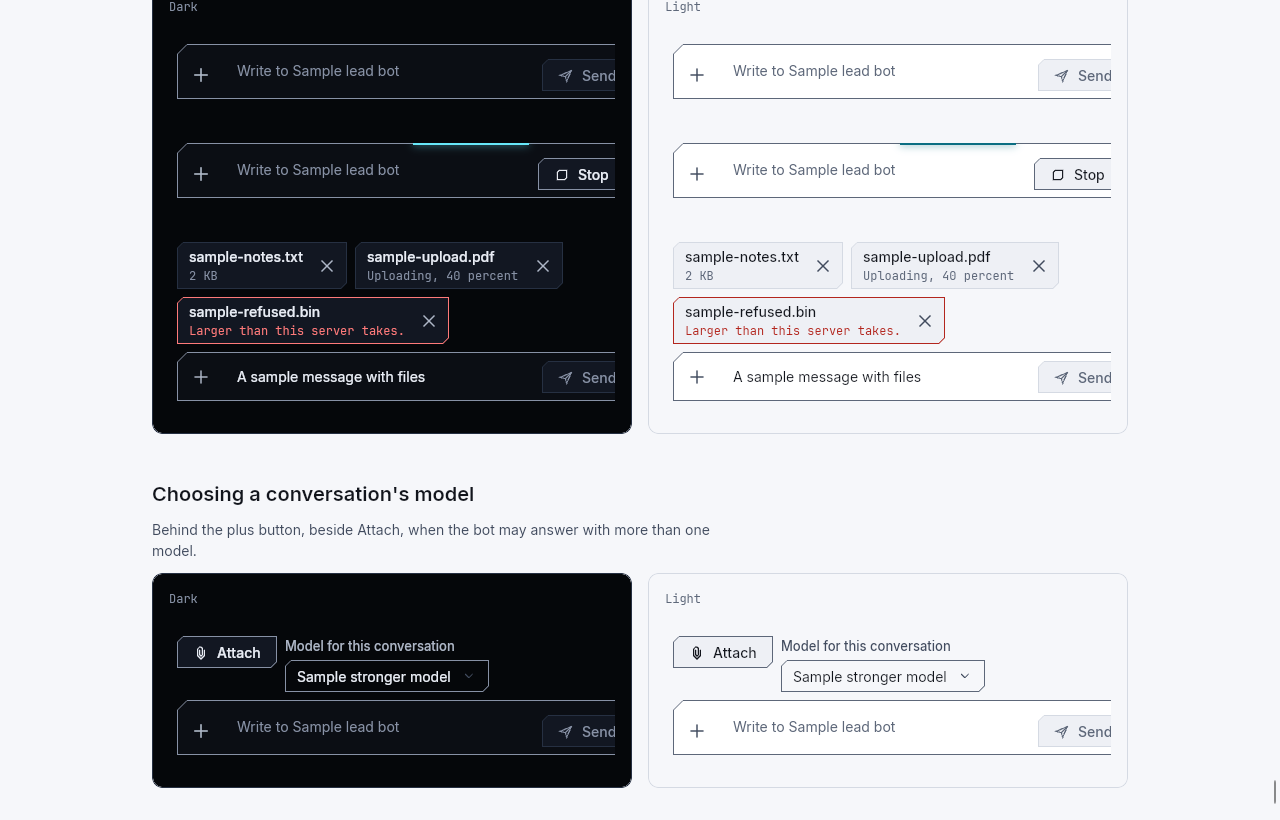 Dark
Write to Sample lead bot
Send
Write to Sample lead bot
Stop
sample-notes.txt
2 KB
sample-upload.pdf
Uploading, 40 percent
sample-refused.bin
Larger than this server takes.
A sample message with files
Send
Light
Write to Sample lead bot
Send
Write to Sample lead bot
Stop
sample-notes.txt
2 KB
sample-upload.pdf
Uploading, 40 percent
sample-refused.bin
Larger than this server takes.
A sample message with files
Send
Choosing a conversation's model
Behind the plus button, beside Attach, when the bot may answer with more than one
model.
Dark
Attach
Model for this conversation
Sample stronger model
Write to Sample lead bot
Send
Light
Attach
Model for this conversation
Sample stronger model
Write to Sample lead bot
Send